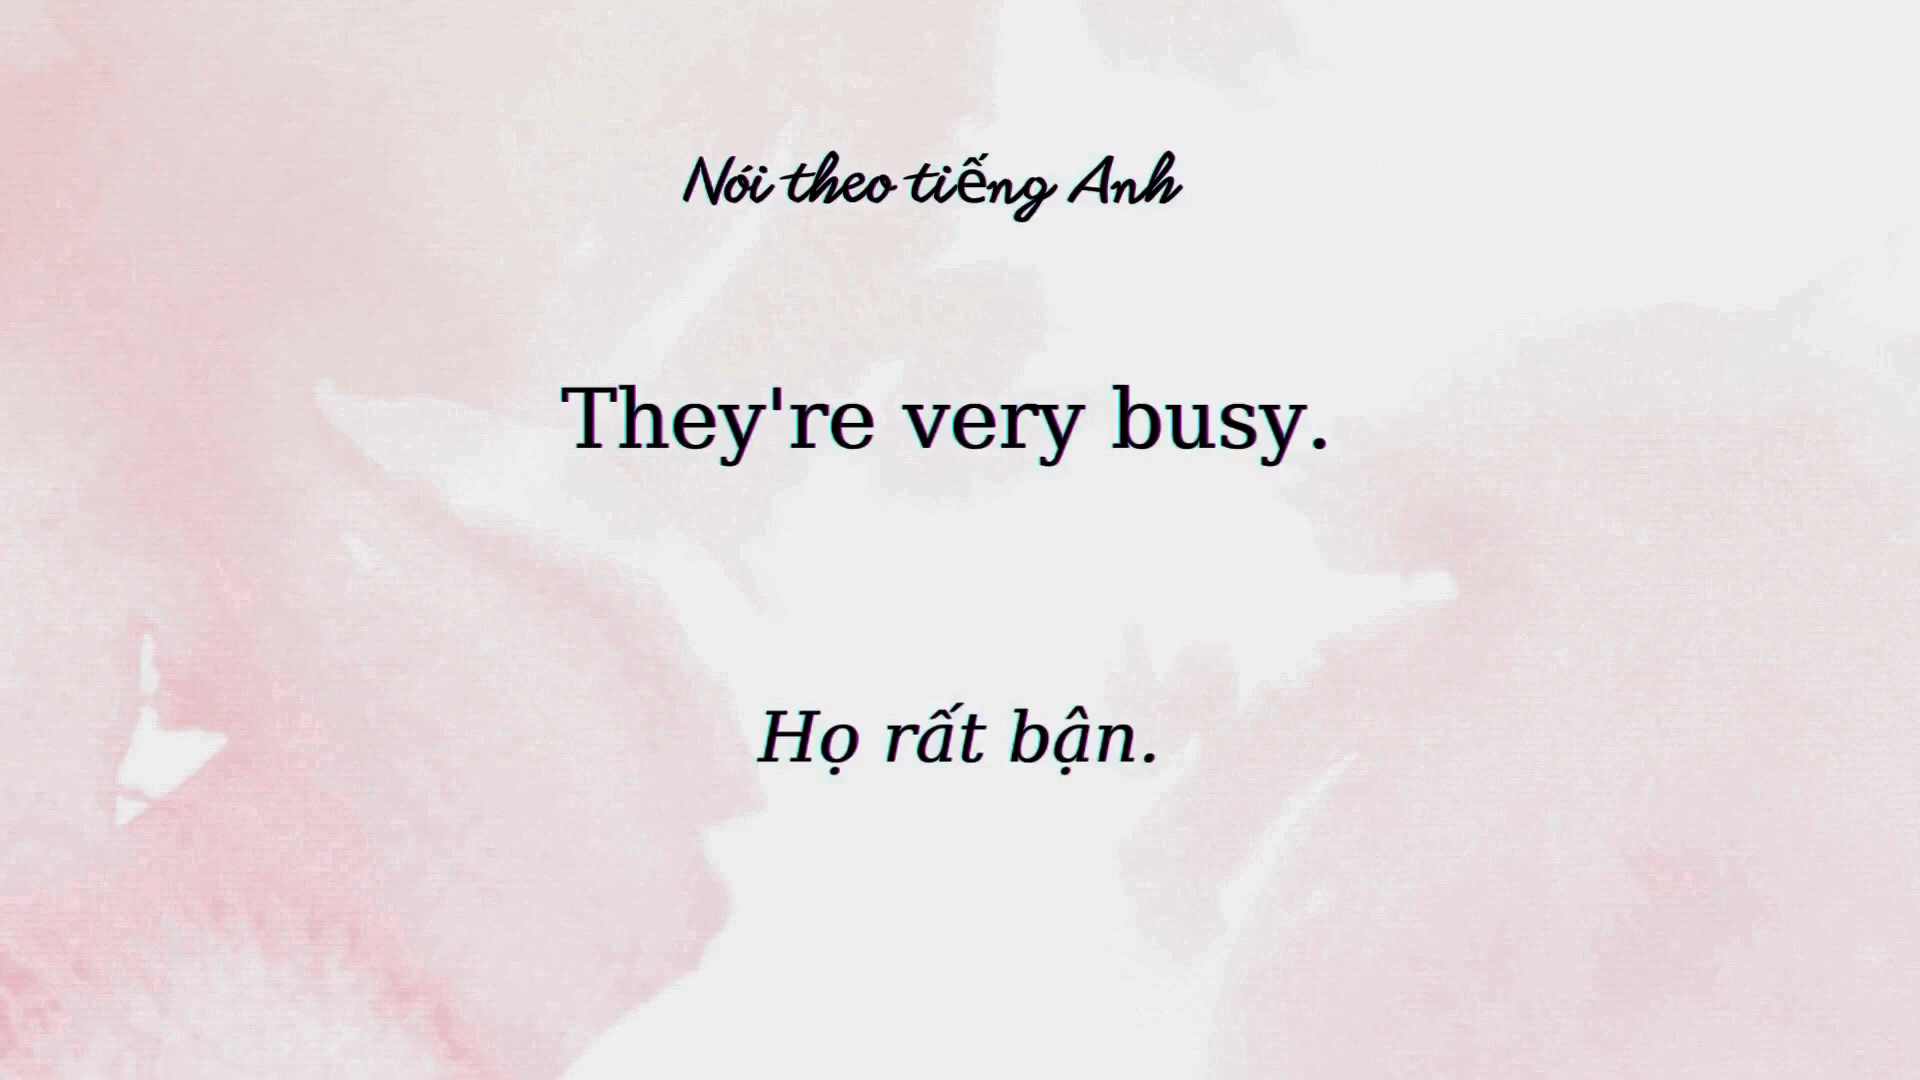 Nói theo tiếng Anh
They're very busy.
Họ rất bận.